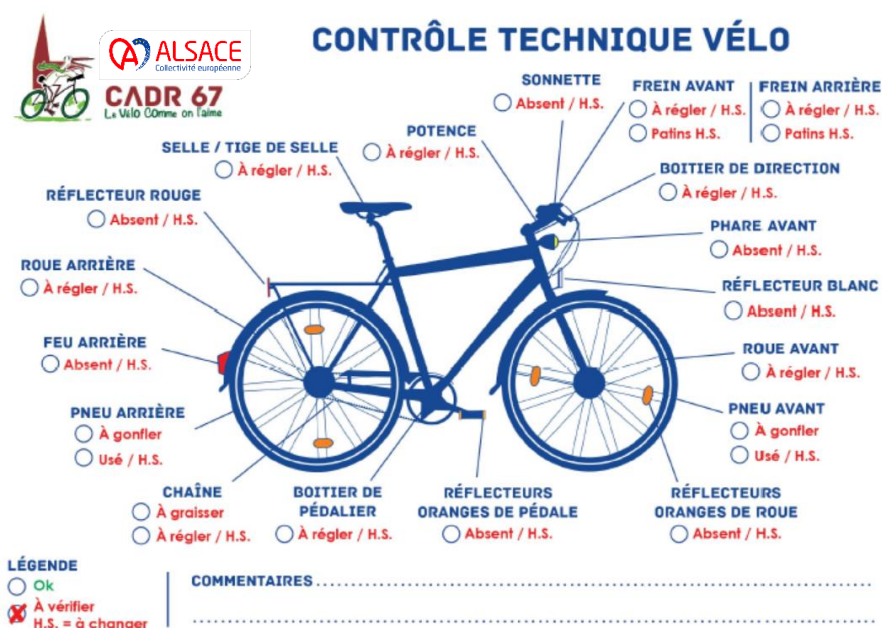 ALSACE
Collectivité européenne
CADR 67
Le Vélo Comme on l'aime
CONTRÔLE TECHNIQUE VÉLO
SONNETTE
Absent / H.S.
FREIN AVANT
À régler / H.S.
Patins H.S.
FREIN ARRIÈRE
À régler / H.S.
Patins H.S.
POTENCE
À régler / H.S.
SELLE / TIGE DE SELLE
À régler / H.S.
BOITIER DE DIRECTION
À régler / H.S.
RÉFLECTEUR ROUGE
Absent / H.S.
PHARE AVANT
Absent / H.S.
ROUE ARRIÈRE
À régler / H.S.
RÉFLECTEUR BLANC
Absent / H.S.
FEU ARRIÈRE
Absent / H.S.
ROUE AVANT
À régler / H.S.
PNEU ARRIÈRE
À gonfler
Usé / H.S.
PNEU AVANT
À gonfler
Usé / H.S.
CHAÎNE
À graisser
À régler / H.S.
BOITIER DE
PÉDALIER
À régler / H.S.
RÉFLECTEURS
ORANGES DE PÉDALE
Absent / H.S.
RÉFLECTEURS
ORANGES DE ROUE
Absent / H.S.
LÉGENDE
Ok
À vérifier
H.S. = à changer
COMMENTAIRES